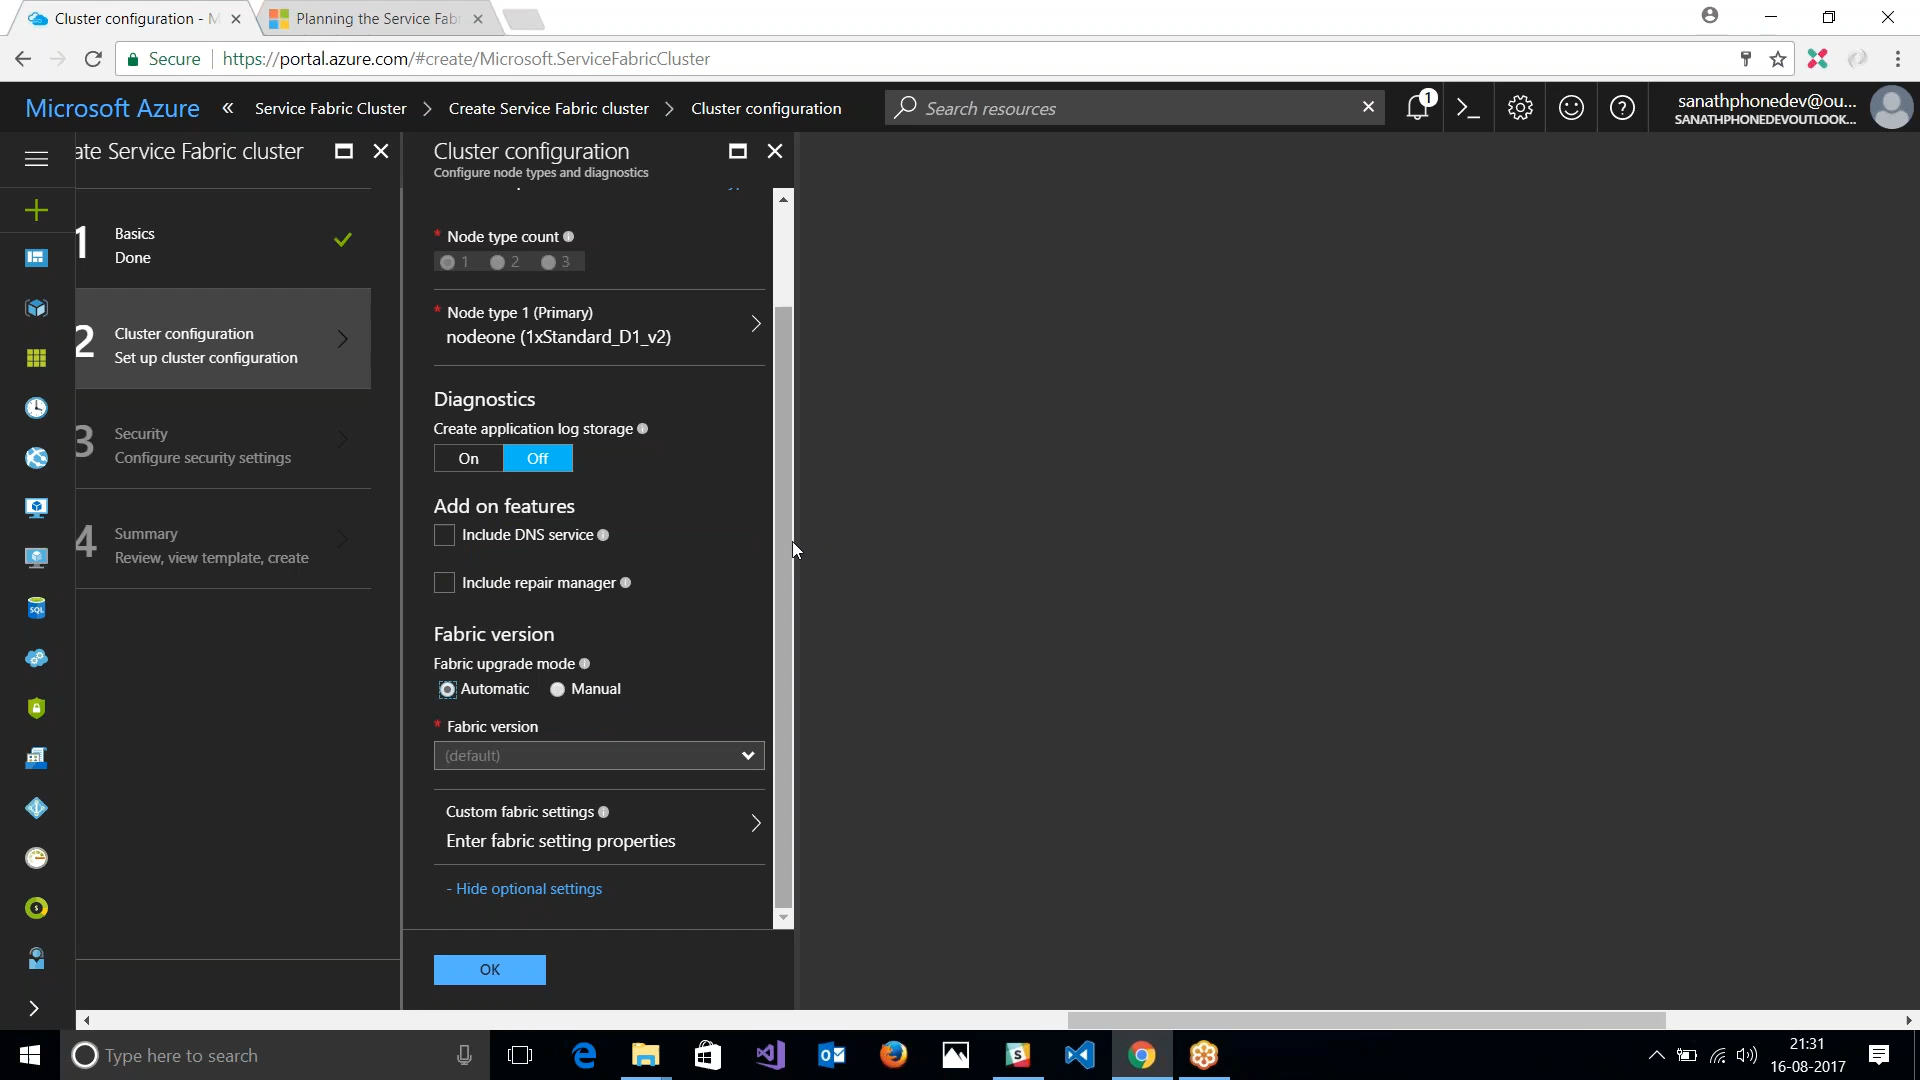 Cluster configuration - M
Planning the Service Fabr
Secure
https://portal.azure.com/#create/Microsoft.ServiceFabricCluster
Microsoft Azure
«
Service Fabric Cluster
Create Service Fabric cluster
Cluster configuration
Search resources
1
sanathphonedev@ou...
SANATHPHONEDEVOUTLOOK...
ate Service Fabric cluster
1
Basics
Done
2
Cluster configuration
Set up cluster configuration
3
Security
Configure security settings
4
Summary
Review, view template, create
Cluster configuration
Configure node types and diagnostics
* Node type count
1 2 3
* Node type 1 (Primary)
nodeone (1xStandard_D1_v2)
Diagnostics
Create application log storage
On Off
Add on features
Include DNS service
Include repair manager
Fabric version
Fabric upgrade mode
Automatic Manual
* Fabric version
(default)
Custom fabric settings
Enter fabric setting properties
- Hide optional settings
OK
SQL
Type here to search
21:31
16-08-2017